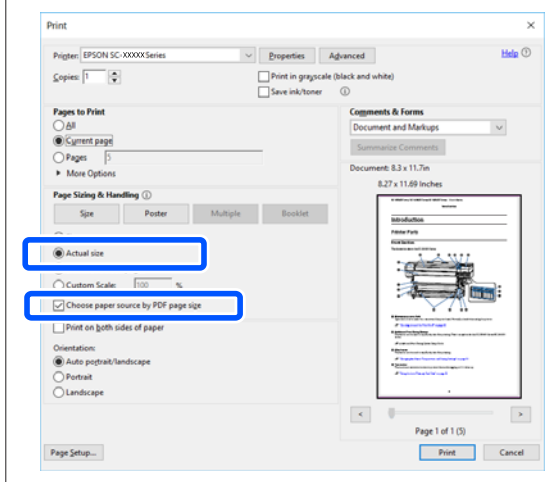 Print
Printer: EPSON SC-XXXXX Series Properties Advanced Help
Copies: 1 Print in grayscale (black and white)
Save ink/toner
Pages to Print
All
Current page
Pages 5
More Options
Page Sizing & Handling
Size Poster Multiple Booklet
Actual size
Custom Scale: 100 %
Choose paper source by PDF page size
Print on both sides of paper
Orientation:
Auto portrait/landscape
Portrait
Landscape
Comments & Forms
Document and Markups
Summarize Comments
Document: 8.3 x 11.7in
8.27 x 11.69 Inches
Introduction
Printer Parts
Front Section
< >
Page 1 of 1 (5)
Page Setup... Print Cancel